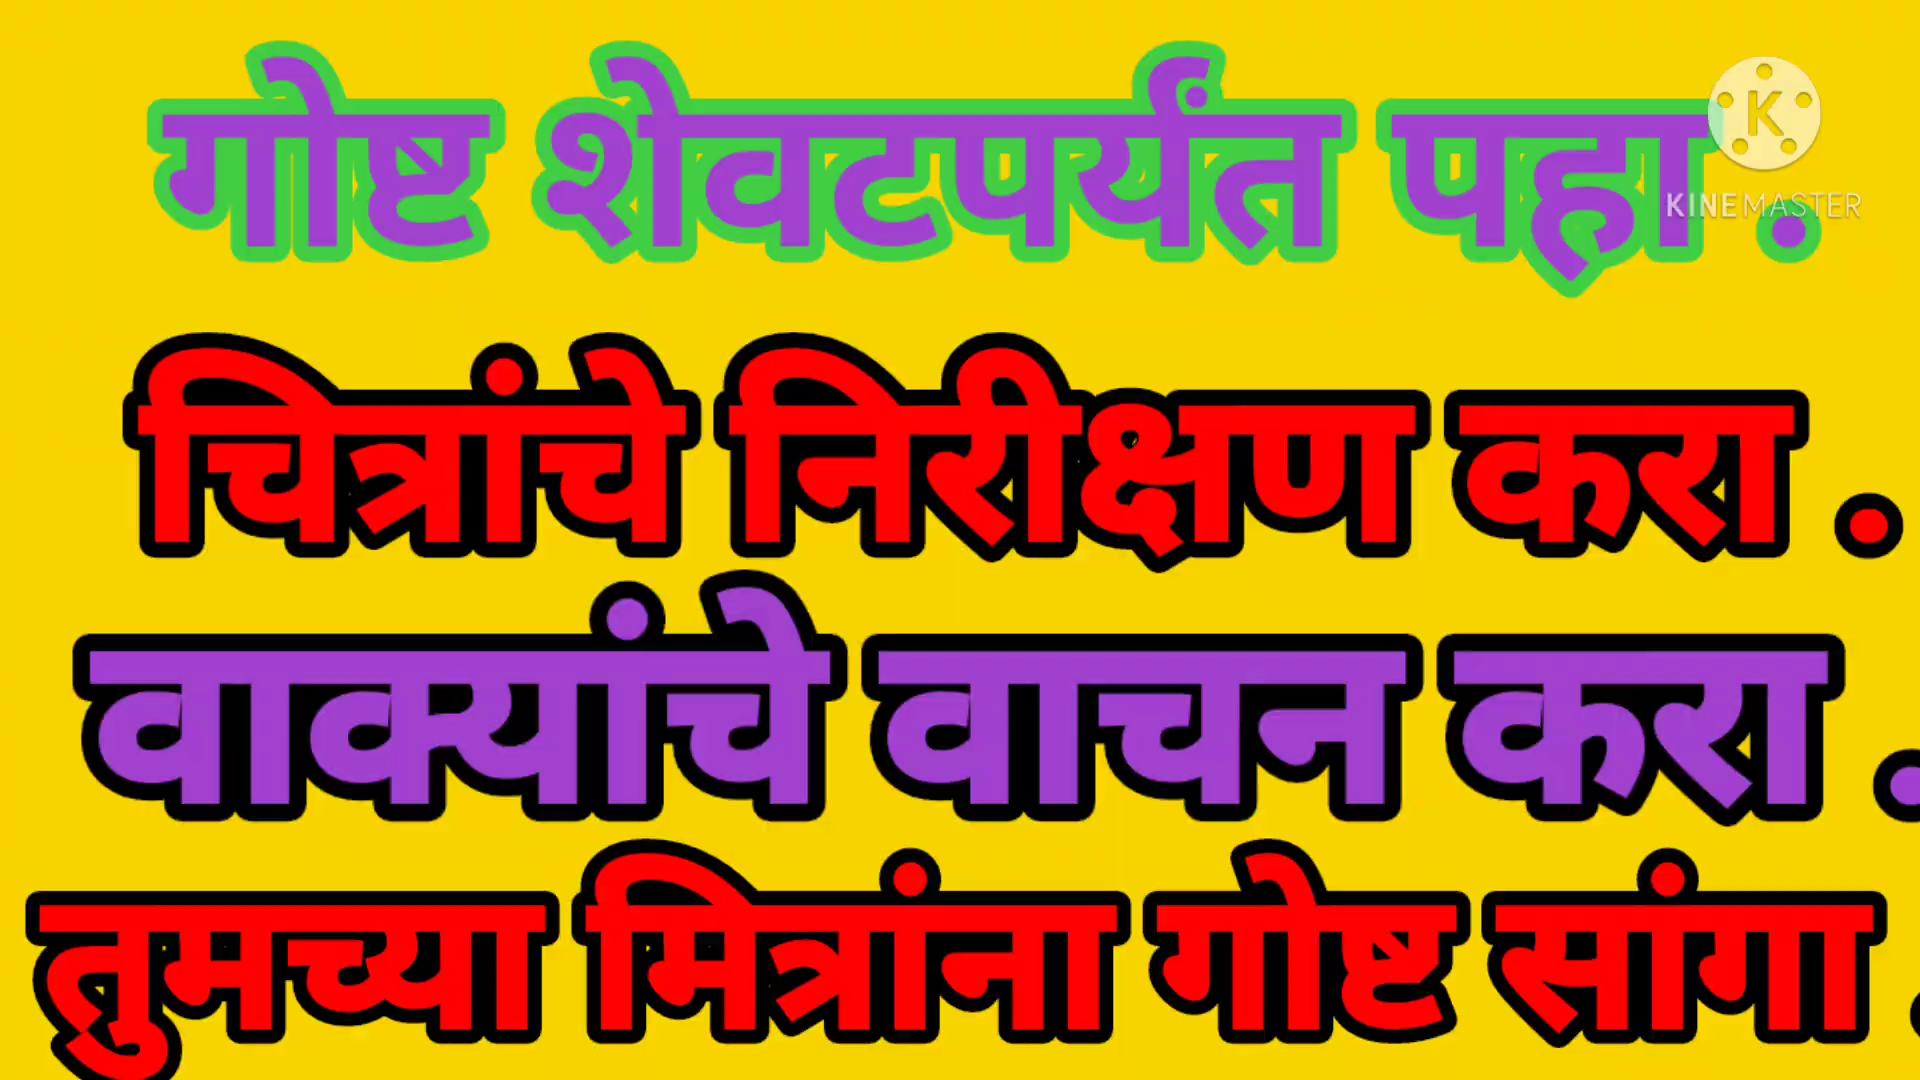 गोष्ट शेवटपर्यंत पहा .
KINEMASTER
चित्रांचे निरीक्षण करा .
वाक्यांचे वाचन करा .
तुमच्या मित्रांना गोष्ट सांगा .